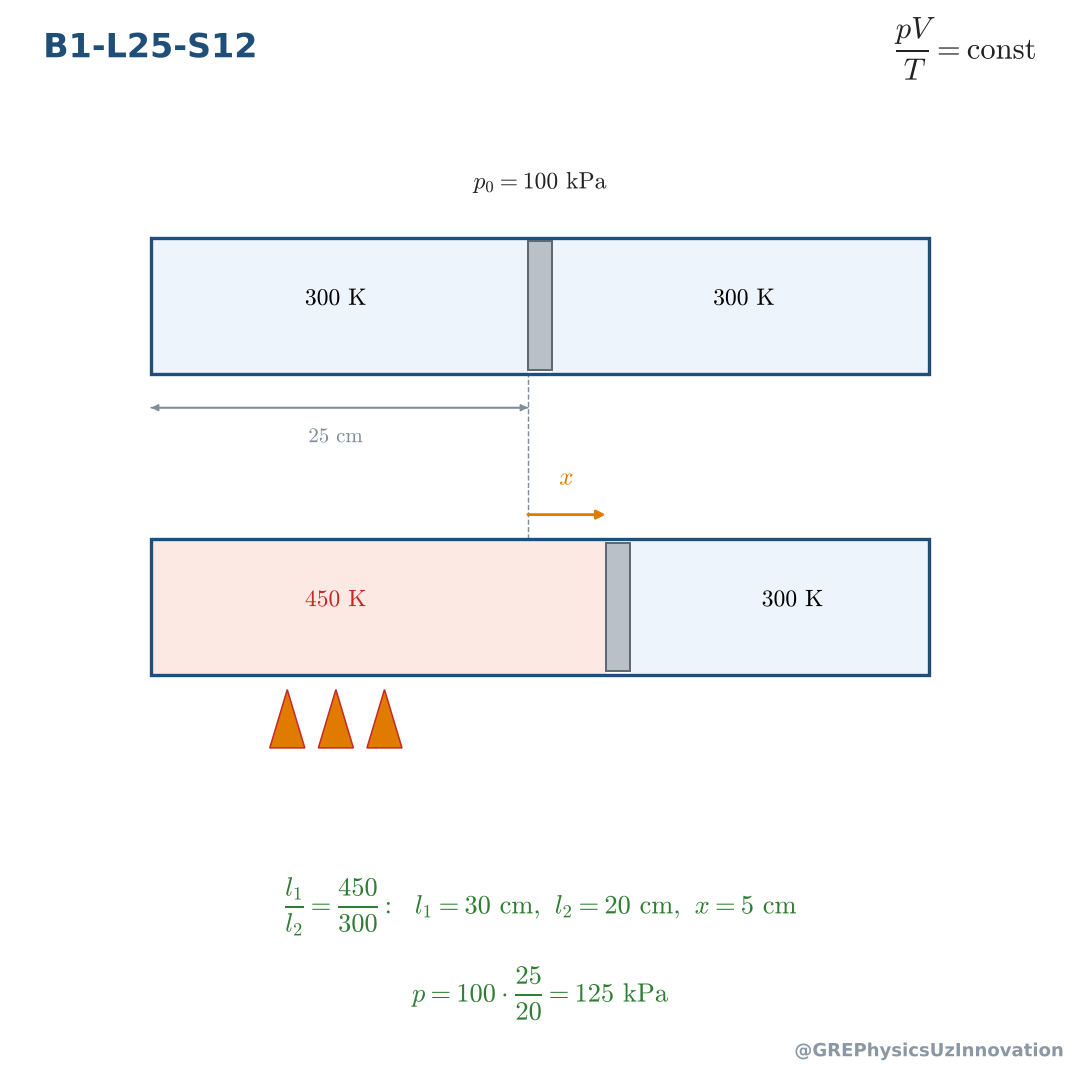 B1-L25-S12
pV/T = const
p₀ = 100 kPa
300 K
300 K
25 cm
x
450 K
300 K
l₁/l₂ = 450/300 : l₁ = 30 cm, l₂ = 20 cm, x = 5 cm
p = 100 · 25/20 = 125 kPa
@GREPhysicsUzInnovation